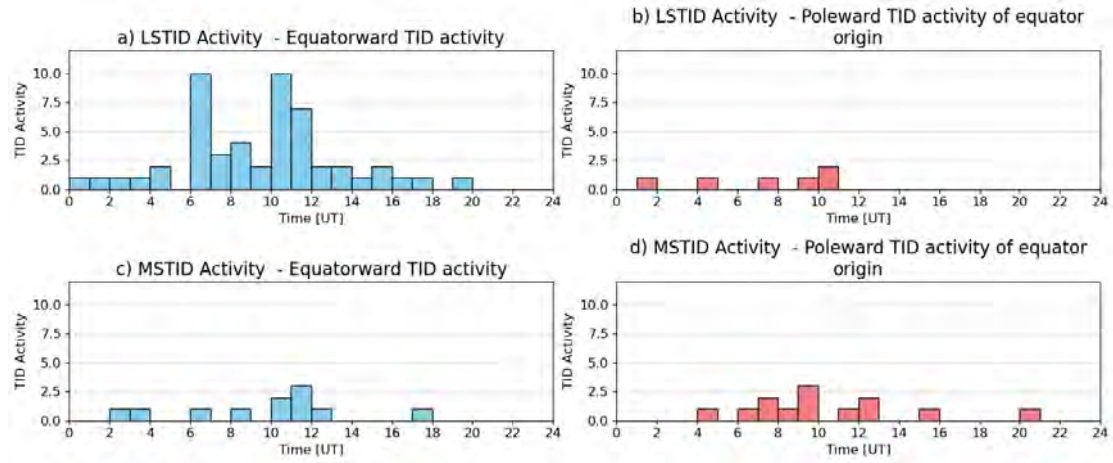 a) LSTID Activity - Equatorward TID activity
10.0
7.5
5.0
2.5
0.0
TID Activity
0 2 4 6 8 10 12 14 16 18 20 22 24
Time [UT]
b) LSTID Activity - Poleward TID activity of equator
origin
10.0
7.5
5.0
2.5
0.0
TID Activity
0 2 4 6 8 10 12 14 16 18 20 22 24
Time [UT]
c) MSTID Activity - Equatorward TID activity
10.0
7.5
5.0
2.5
0.0
TID Activity
0 2 4 6 8 10 12 14 16 18 20 22 24
Time [UT]
d) MSTID Activity - Poleward TID activity of equator
origin
10.0
7.5
5.0
2.5
0.0
TID Activity
0 2 4 6 8 10 12 14 16 18 20 22 24
Time [UT]